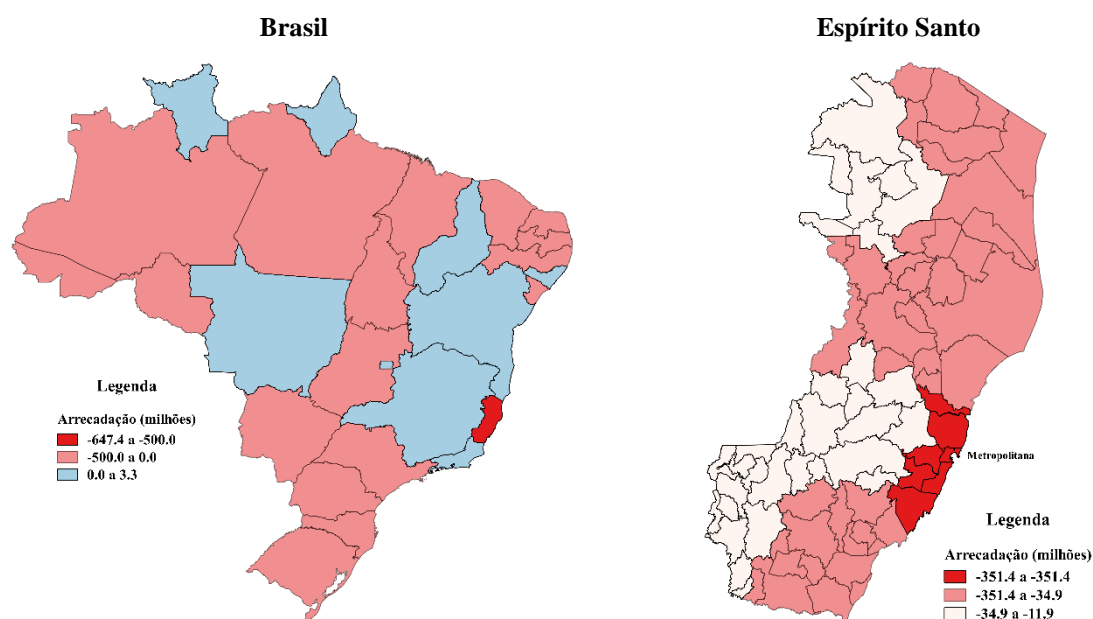 Brasil
Legenda
Arrecadação (milhões)
-647.4 a -500.0
-500.0 a 0.0
0.0 a 3.3
Espírito Santo
Metropolitana
Legenda
Arrecadação (milhões)
-351.4 a -351.4
-351.4 a -34.9
-34.9 a -11.9